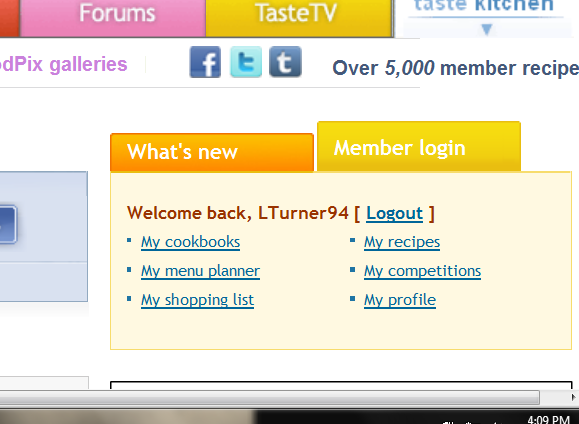 Forums
TasteTV
taste kitchen
dPix galleries
Over 5,000 member recipe
What's new
Member login
Welcome back, LTurner94 [ Logout ]
My cookbooks
My recipes
My menu planner
My competitions
My shopping list
My profile
4:09 PM